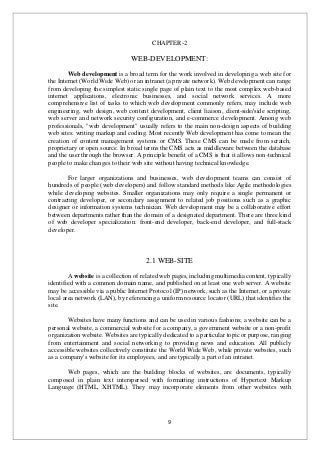 CHAPTER-2
WEB-DEVELOPMENT:
Web development is a broad term for the work involved in developing a web site for
the Internet (World Wide Web) or an intranet (a private network). Web development can range
from developing the simplest static single page of plain text to the most complex web-based
internet applications, electronic businesses, and social network services. A more
comprehensive list of tasks to which web development commonly refers, may include web
engineering, web design, web content development, client liaison, client-side/side scripting,
web server and network security configuration, and e-commerce development. Among web
professionals, "web development" usually refers to the main non-design aspects of building
web sites: writing markup and coding. Most recently Web development has come to mean the
creation of content management systems or CMS. These CMS can be made from scratch,
proprietary or open source. In broad terms the CMS acts as middleware between the database
and the user through the browser. A principle benefit of a CMS is that it allows non-technical
people to make changes to their web site without having technical knowledge.
For larger organizations and businesses, web development teams can consist of
hundreds of people (web developers) and follow standard methods like Agile methodologies
while developing websites. Smaller organizations may only require a single permanent or
contracting developer, or secondary assignment to related job positions such as a graphic
designer or information systems technician. Web development may be a collaborative effort
between departments rather than the domain of a designated department. There are three kind
of web developer specialization: front-end developer, back-end developer, and full-stack
developer.
2.1 WEB-SITE
A website is a collection of related web pages, including multimedia content, typically
identified with a common domain name, and published on at least one web server. A website
may be accessible via a public Internet Protocol (IP) network, such as the Internet, or a private
local area network (LAN), by referencing a uniform resource locator (URL) that identifies the
site.
Websites have many functions and can be used in various fashions; a website can be a
personal website, a commercial website for a company, a government website or a non-profit
organization website. Websites are typically dedicated to a particular topic or purpose, ranging
from entertainment and social networking to providing news and education. All publicly
accessible websites collectively constitute the World Wide Web, while private websites, such
as a company's website for its employees, and are typically a part of an intranet.
Web pages, which are the building blocks of websites, are documents, typically
composed in plain text interspersed with formatting instructions of Hypertext Markup
Language (HTML, XHTML). They may incorporate elements from other websites with
9